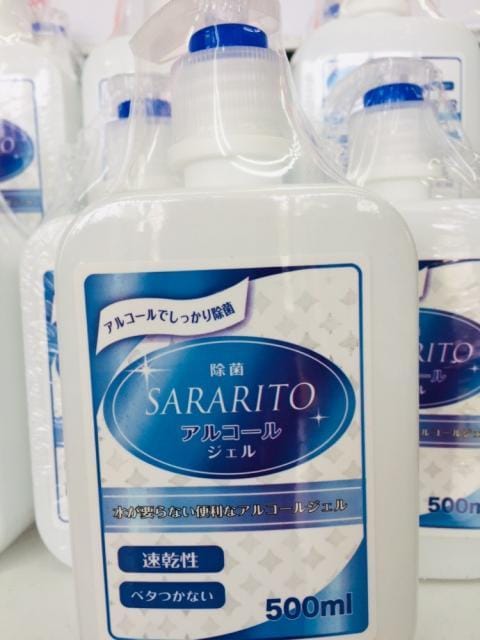 アルコールでしっかり除菌
除菌
SARARITO
アルコール
ジェル
水が要らない便利なアルコールジェル
速乾性
ベタつかない
500ml
RITO
500m